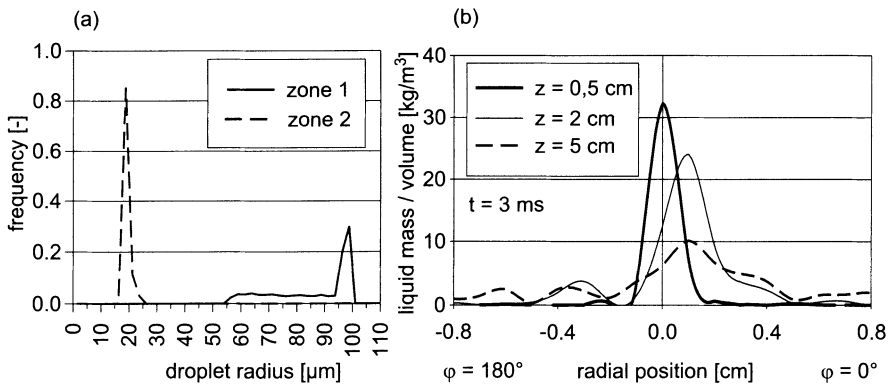 (a)
frequency [-]
1.0
0.8
0.6
0.4
0.2
0.0
zone 1
zone 2
0 10 20 30 40 50 60 70 80 90 100 110
droplet radius [µm]
(b)
liquid mass / volume [kg/m³]
40
30
20
10
0
z = 0,5 cm
z = 2 cm
z = 5 cm
t = 3 ms
-0.8 -0.4 0.0 0.4 0.8
φ = 180° radial position [cm] φ = 0°